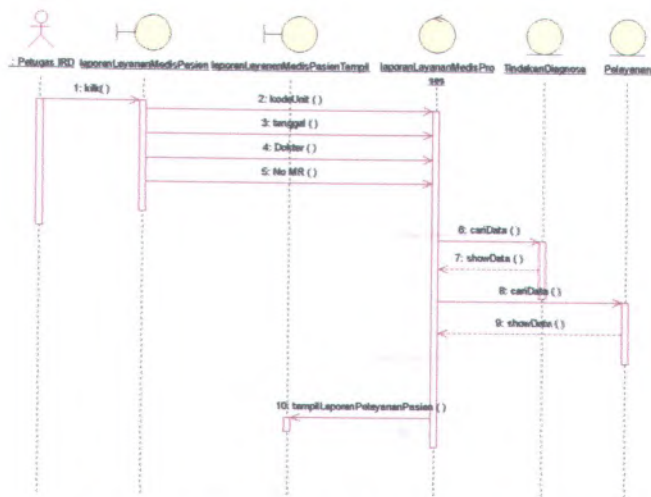 : Petugas IRD
laporanLayananMedisPasien
laporanLayananMedisPasienTampil
laporanLayananMedisPro
ses
TindakanDiagnosa
Pelayanan
1: klik( )
2: kodeUnit ( )
3: tanggal ( )
4: Dokter ( )
5: No MR ( )
6: cariData ( )
7: showData ( )
8: cariData ( )
9: showData ( )
10: tampilLaporanPelayananPasien ( )